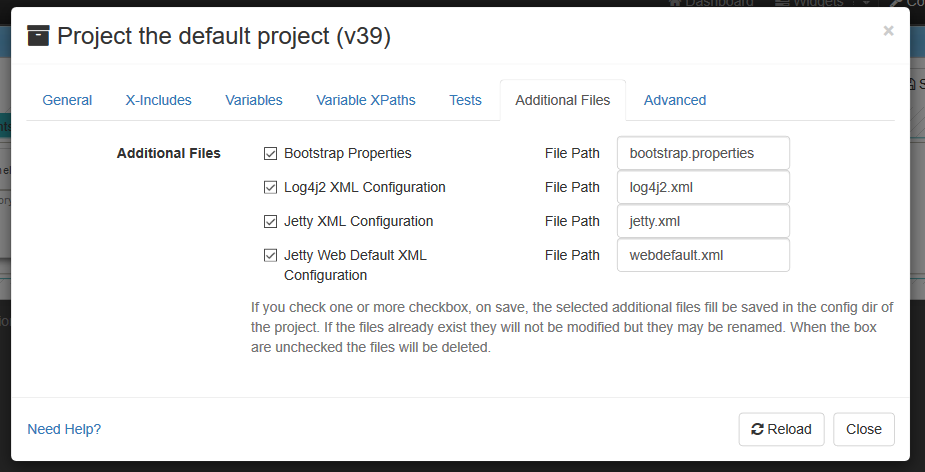 Dashboard Widgets
Project the default project (v39) ×
General X-Includes Variables Variable XPaths Tests Additional Files Advanced
Additional Files Bootstrap Properties File Path bootstrap.properties
Log4j2 XML Configuration File Path log4j2.xml
Jetty XML Configuration File Path jetty.xml
Jetty Web Default XML File Path webdefault.xml
Configuration
If you check one or more checkbox, on save, the selected additional files fill be saved in the config dir of
the project. If the files already exist they will not be modified but they may be renamed. When the box
are unchecked the files will be deleted.
Need Help? Reload Close